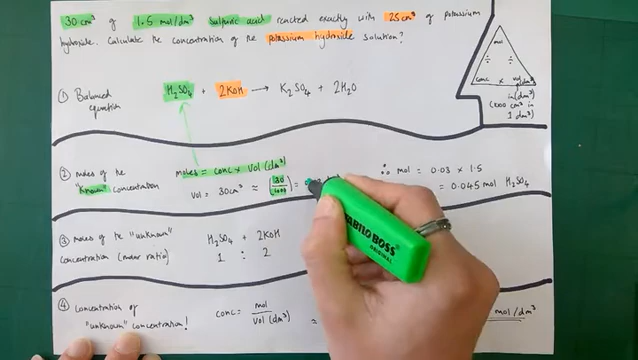 30 cm³ of 1.5 mol/dm³ sulphuric acid reacted exactly with 25 cm³ of potassium
hydroxide. Calculate the concentration of the potassium hydroxide solution?
mol
÷ ÷
conc x vol(dm³)
in(dm³)
(1000 cm³ in
1 dm³)
① Balanced
equation
H₂SO₄ + 2KOH → K₂SO₄ + 2H₂O
② moles of the
"known" concentration
moles = conc x vol (dm³)
vol = 30cm³ ≈ (30/1000) =
∴ mol = 0.03 x 1.5
= 0.045 mol H₂SO₄
③ moles of the "unknown"
concentration (molar ratio)
H₂SO₄ + 2KOH
1 : 2
④ Concentration of
"unknown" concentration!
conc = mol/vol(dm³) =
mol/dm³
STABILO BOSS
ORIGINAL